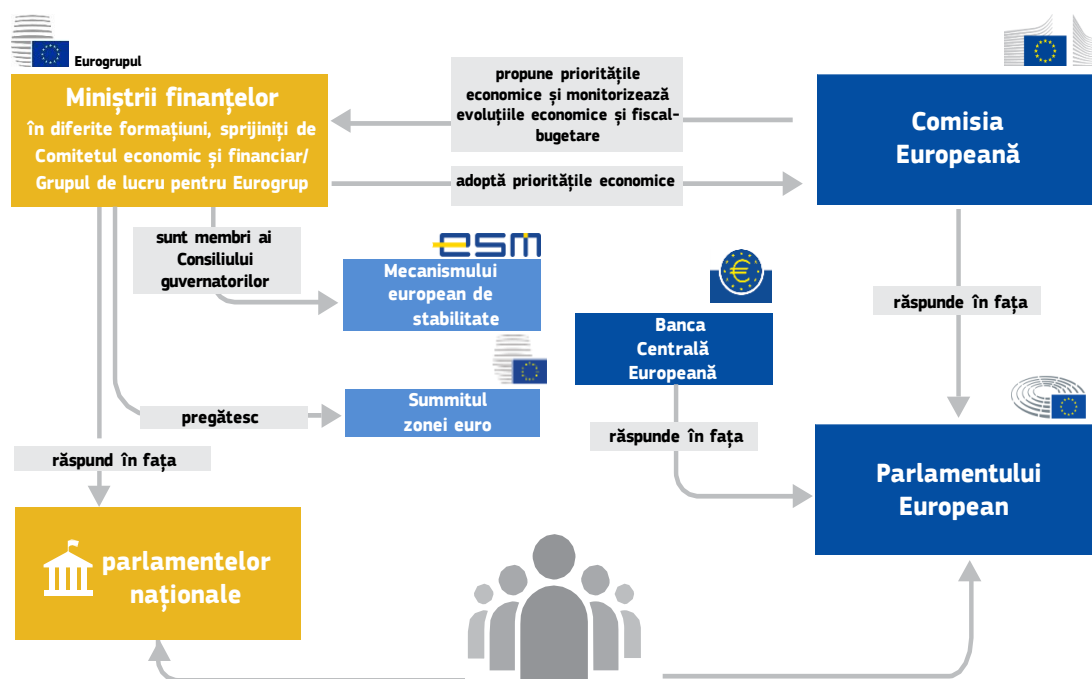 Eurogrupul
Miniștrii finanțelor
în diferite formațiuni, sprijiniți de
Comitetul economic și financiar/
Grupul de lucru pentru Eurogrup
propune prioritățile
economice și monitorizează
evoluțiile economice și fiscal-
bugetare
adoptă prioritățile economice
Comisia
Europeană
sunt membri ai
Consiliului
guvernatorilor
esm
Mecanismului
european de
stabilitate
Banca
Centrală
Europeană
răspunde în fața
pregătesc
Summitul
zonei euro
răspunde în fața
răspund în fața
Parlamentului
European
parlamentelor
naționale